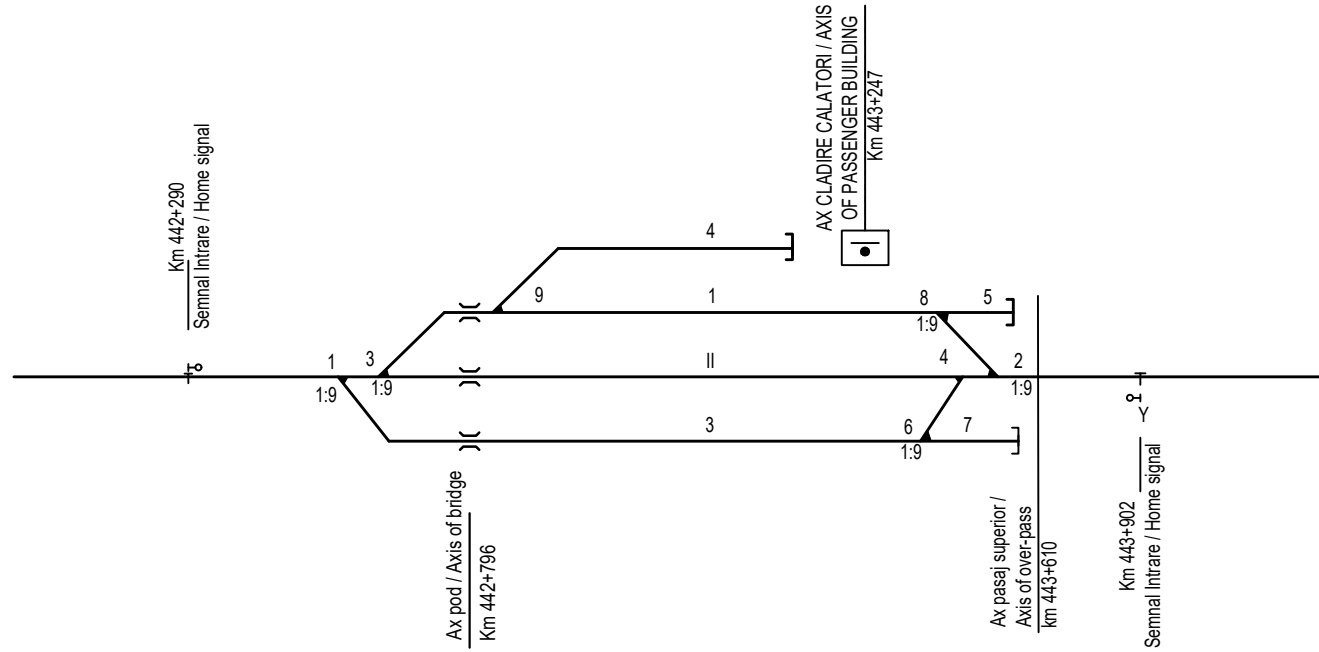 AX CLADIRE CALATORI / AXIS
OF PASSENGER BUILDING
Km 443+247
Km 442+290
Semnal Intrare / Home signal
4
9
1
8
5
1:9
1
3
II
4
2
1:9
1:9
1:9
3
6
7
1:9
Y
Ax pod / Axis of bridge
Km 442+796
Ax pasaj superior /
Axis of over-pass
km 443+610
Km 443+902
Semnal Intrare / Home signal